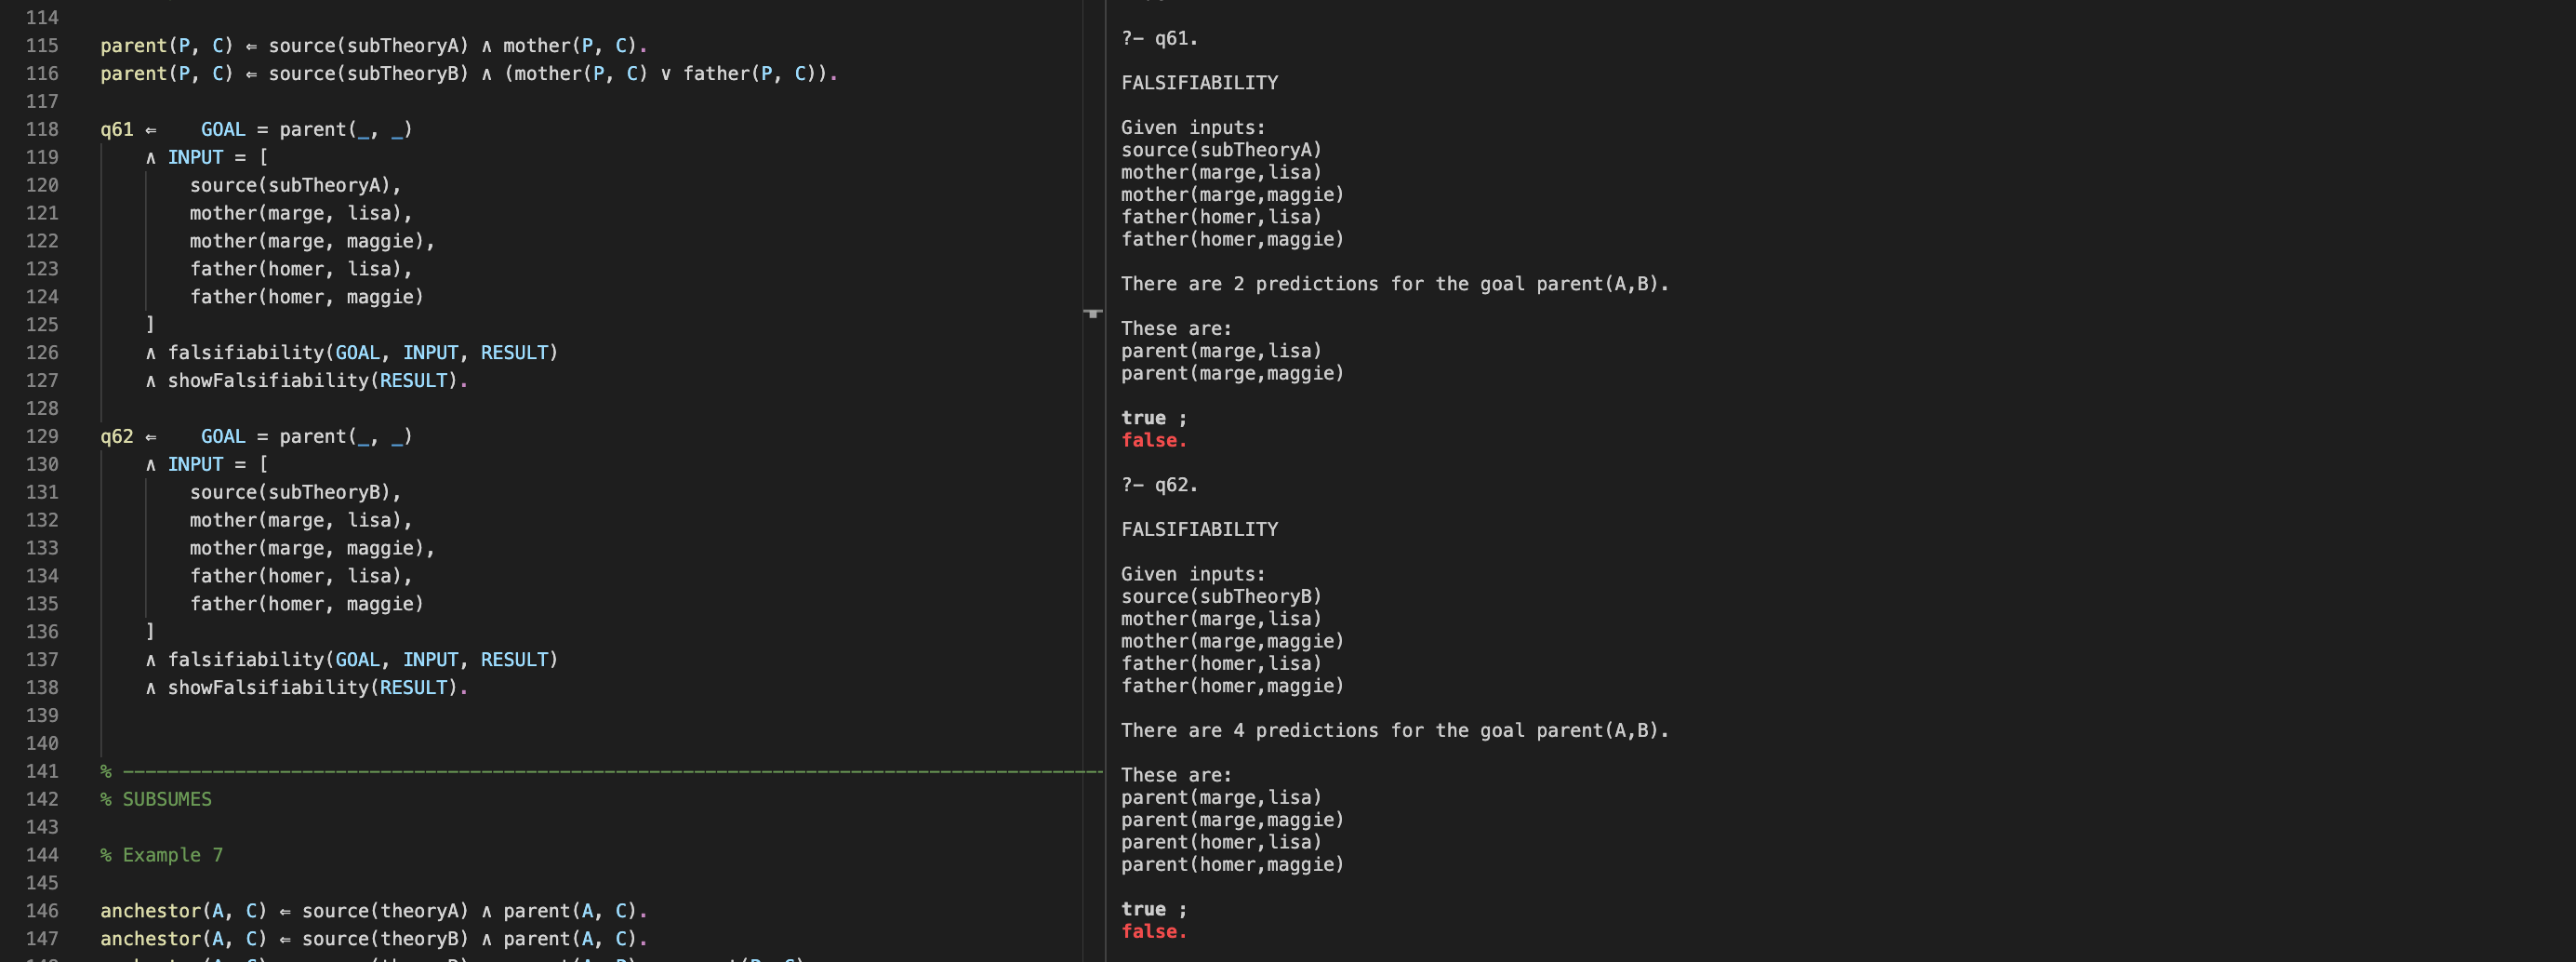 114
115 parent(P, C) ⇐ source(subTheoryA) ∧ mother(P, C).
116 parent(P, C) ⇐ source(subTheoryB) ∧ (mother(P, C) ∨ father(P, C)).
117
118 q61 ⇐    GOAL = parent(_, _)
119     ∧ INPUT = [
120         source(subTheoryA),
121         mother(marge, lisa),
122         mother(marge, maggie),
123         father(homer, lisa),
124         father(homer, maggie)
125     ]
126     ∧ falsifiability(GOAL, INPUT, RESULT)
127     ∧ showFalsifiability(RESULT).
128
129 q62 ⇐    GOAL = parent(_, _)
130     ∧ INPUT = [
131         source(subTheoryB),
132         mother(marge, lisa),
133         mother(marge, maggie),
134         father(homer, lisa),
135         father(homer, maggie)
136     ]
137     ∧ falsifiability(GOAL, INPUT, RESULT)
138     ∧ showFalsifiability(RESULT).
139
140
141 % ---------------------------------------------------------------------------------------
142 % SUBSUMES
143
144 % Example 7
145
146 anchestor(A, C) ⇐ source(theoryA) ∧ parent(A, C).
147 anchestor(A, C) ⇐ source(theoryB) ∧ parent(A, C).
?- q61.
FALSIFIABILITY
Given inputs:
source(subTheoryA)
mother(marge,lisa)
mother(marge,maggie)
father(homer,lisa)
father(homer,maggie)
There are 2 predictions for the goal parent(A,B).
These are:
parent(marge,lisa)
parent(marge,maggie)
true ;
false.
?- q62.
FALSIFIABILITY
Given inputs:
source(subTheoryB)
mother(marge,lisa)
mother(marge,maggie)
father(homer,lisa)
father(homer,maggie)
There are 4 predictions for the goal parent(A,B).
These are:
parent(marge,lisa)
parent(marge,maggie)
parent(homer,lisa)
parent(homer,maggie)
true ;
false.